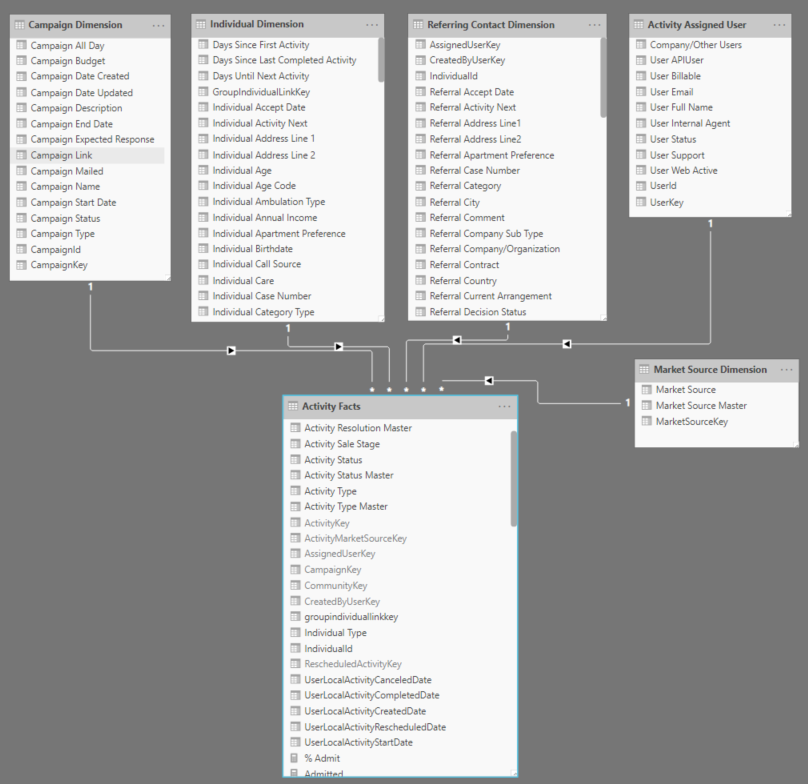 Campaign Dimension
Campaign All Day
Campaign Budget
Campaign Date Created
Campaign Date Updated
Campaign Description
Campaign End Date
Campaign Expected Response
Campaign Link
Campaign Mailed
Campaign Name
Campaign Start Date
Campaign Status
Campaign Type
CampaignId
CampaignKey
1
Individual Dimension
Days Since First Activity
Days Since Last Completed Activity
Days Until Next Activity
GroupIndividualLinkKey
Individual Accept Date
Individual Activity Next
Individual Address Line 1
Individual Address Line 2
Individual Age
Individual Age Code
Individual Ambulation Type
Individual Annual Income
Individual Apartment Preference
Individual Birthdate
Individual Call Source
Individual Care
Individual Case Number
Individual Category Type
1
Referring Contact Dimension
AssignedUserKey
CreatedByUserKey
IndividualId
Referral Accept Date
Referral Activity Next
Referral Address Line1
Referral Address Line2
Referral Apartment Preference
Referral Case Number
Referral Category
Referral City
Referral Comment
Referral Company Sub Type
Referral Company/Organization
Referral Contract
Referral Country
Referral Current Arrangement
Referral Decision Status
1
Activity Assigned User
Company/Other Users
User APIUser
User Billable
User Email
User Full Name
User Internal Agent
User Status
User Support
User Web Active
UserId
UserKey
1
Market Source Dimension
Market Source
Market Source Master
MarketSourceKey
1
* * * * *
Activity Facts
Activity Resolution Master
Activity Sale Stage
Activity Status
Activity Status Master
Activity Type
Activity Type Master
ActivityKey
ActivityMarketSourceKey
AssignedUserKey
CampaignKey
CommunityKey
CreatedByUserKey
groupindividuallinkkey
Individual Type
IndividualId
RescheduledActivityKey
UserLocalActivityCanceledDate
UserLocalActivityCompletedDate
UserLocalActivityCreatedDate
UserLocalActivityRescheduledDate
UserLocalActivityStartDate
% Admit
Admitted